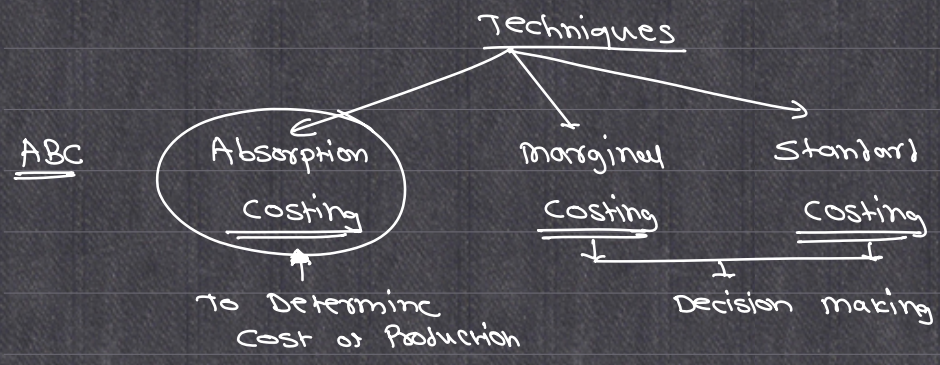 Techniques
ABC
Absorption
Costing
Marginal
Costing
Standard
Costing
To Determine
Cost of Production
Decision Making